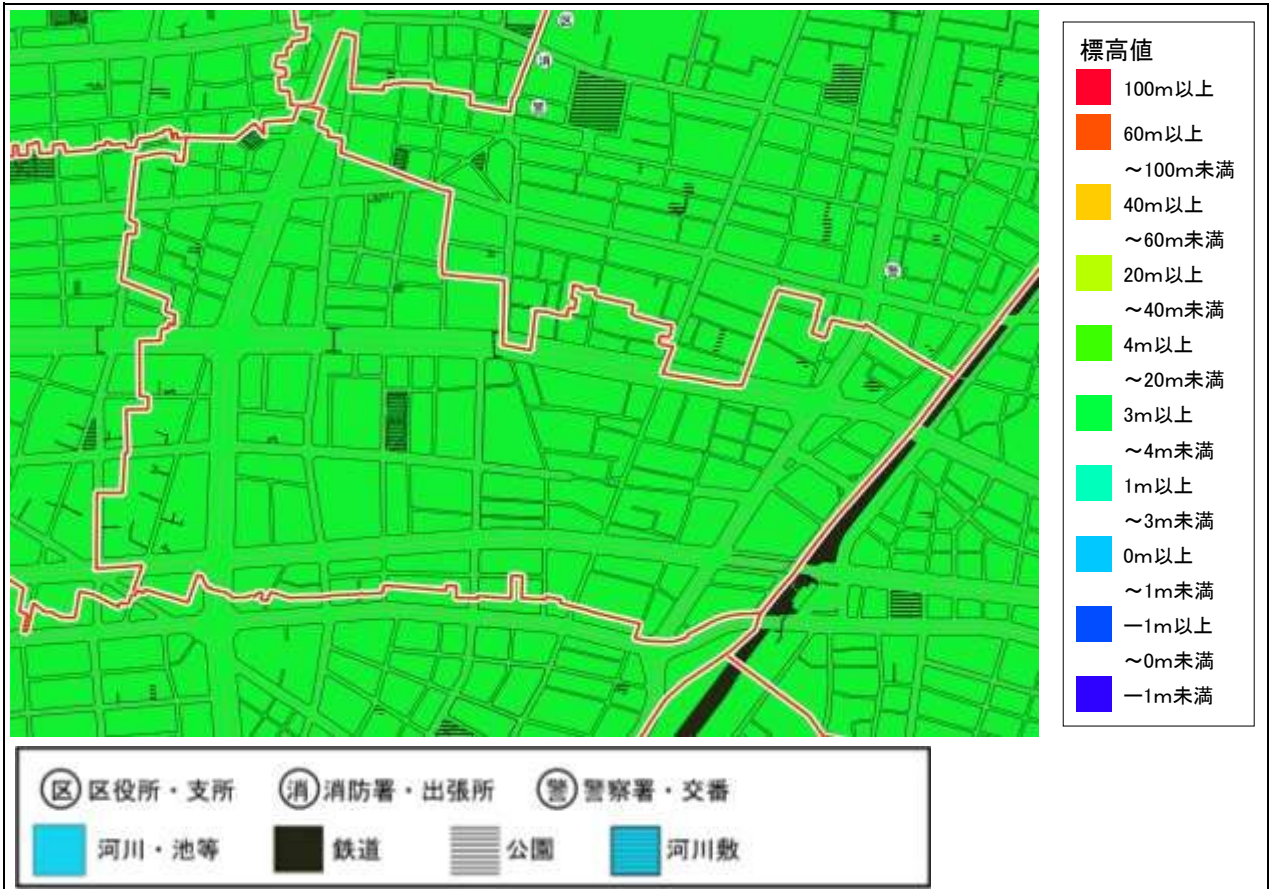 区
消
警
警
標高値
100m以上
60m以上
～100m未満
40m以上
～60m未満
20m以上
～40m未満
4m以上
～20m未満
3m以上
～4m未満
1m以上
～3m未満
0m以上
～1m未満
－1m以上
～0m未満
－1m未満
区 区役所・支所 消 消防署・出張所 警 警察署・交番
河川・池等 鉄道 公園 河川敷